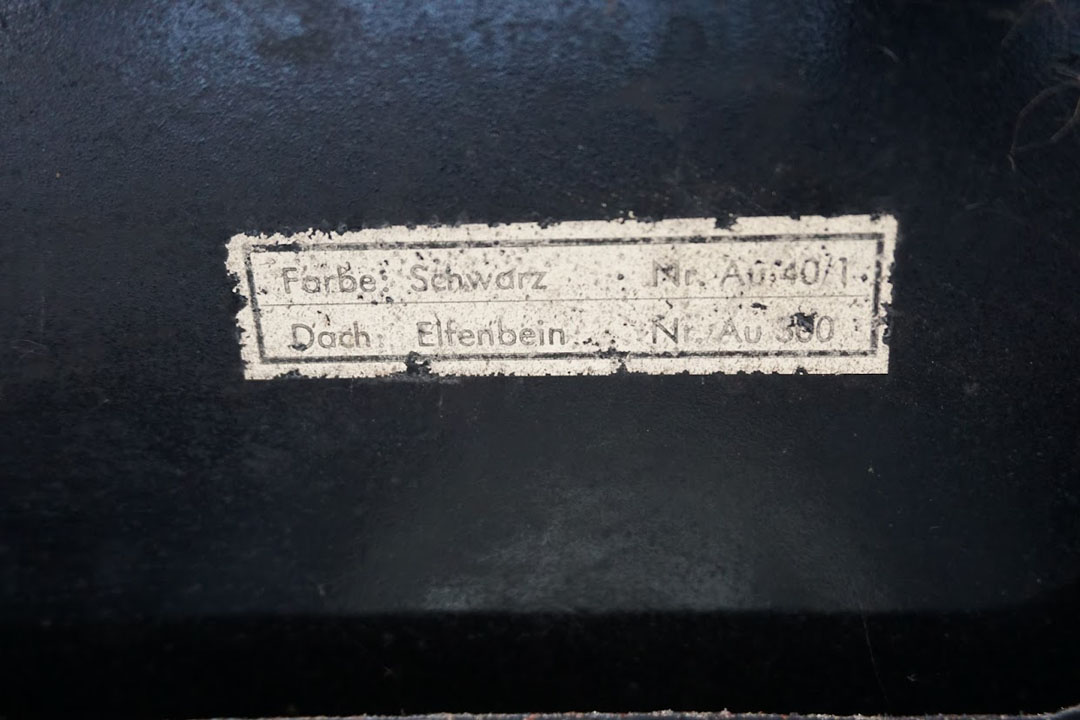 Farbe: Schwarz Nr. Au 40/1
Dach: Elfenbein Nr. Au